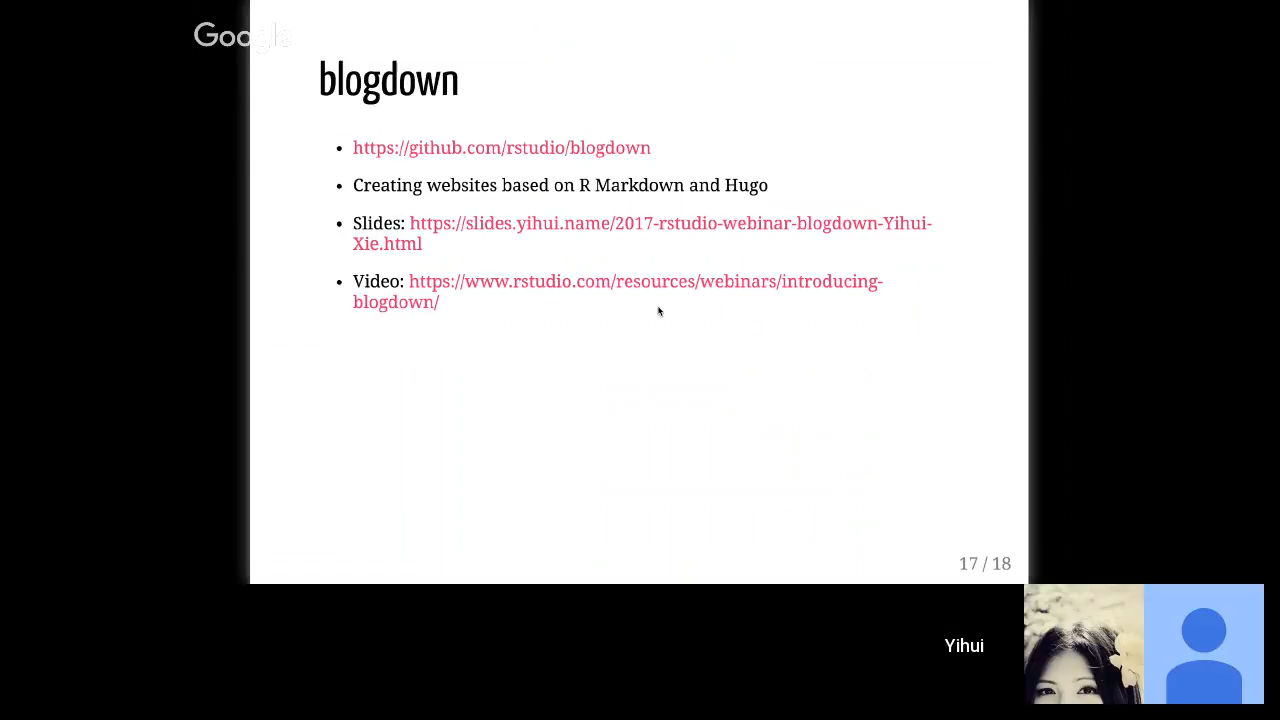 Google
blogdown
• https://github.com/rstudio/blogdown
• Creating websites based on R Markdown and Hugo
• Slides: https://slides.yihui.name/2017-rstudio-webinar-blogdown-Yihui-
Xie.html
• Video: https://www.rstudio.com/resources/webinars/introducing-
blogdown/
17 / 18
Yihui